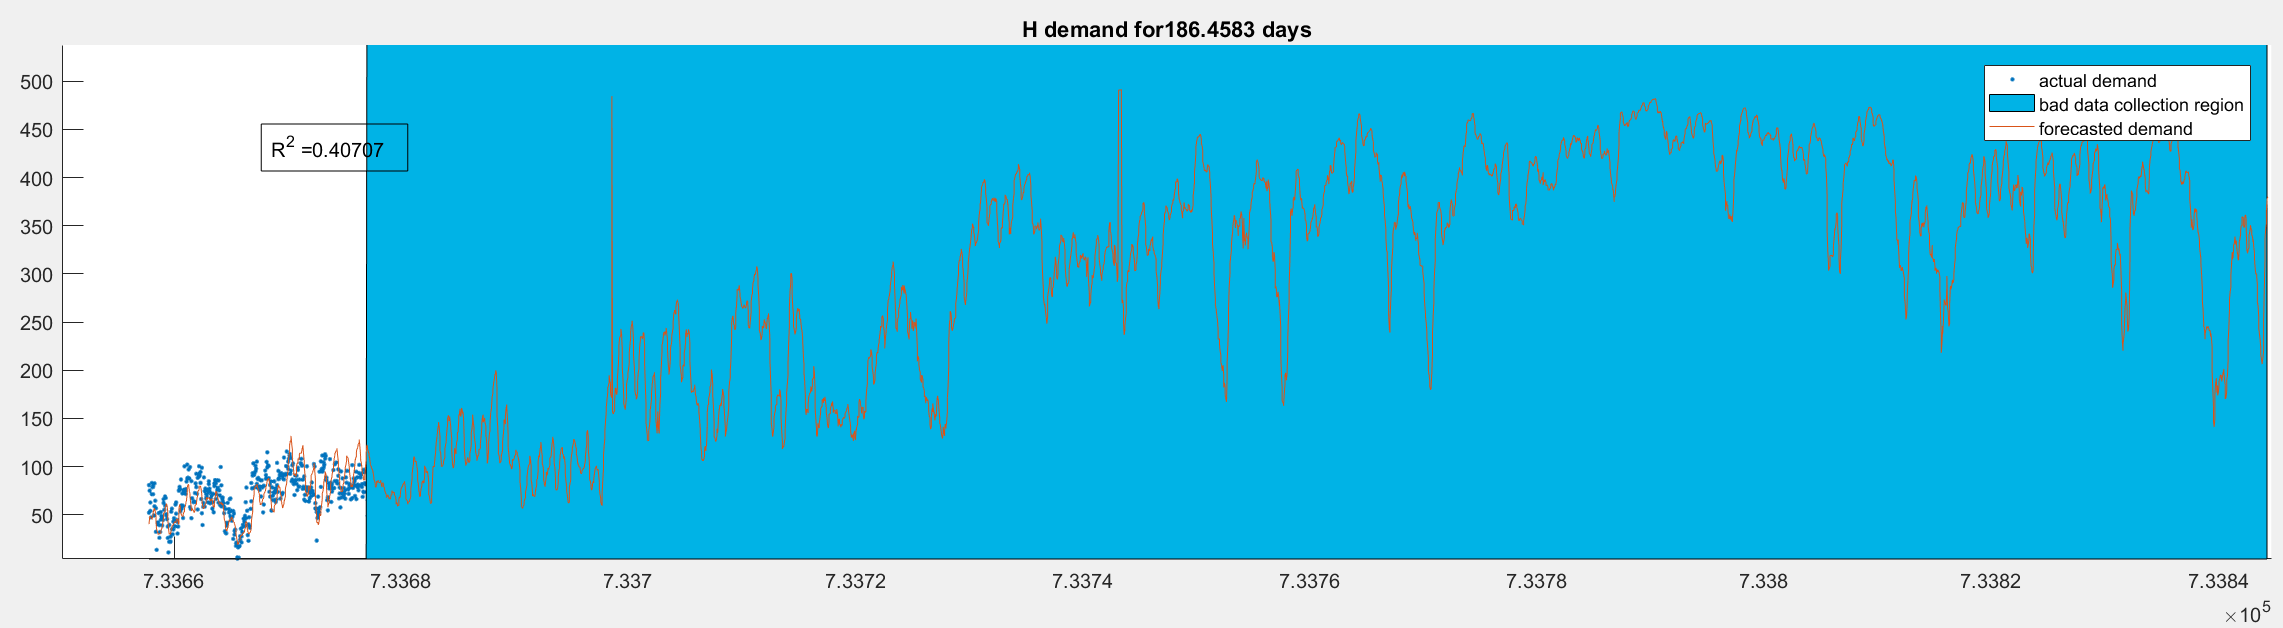 H demand for186.4583 days
500
450
400
350
300
250
200
150
100
50
R² =0.40707
actual demand
bad data collection region
forecasted demand
7.3366 7.3368 7.337 7.3372 7.3374 7.3376 7.3378 7.338 7.3382 7.3384
×10⁵